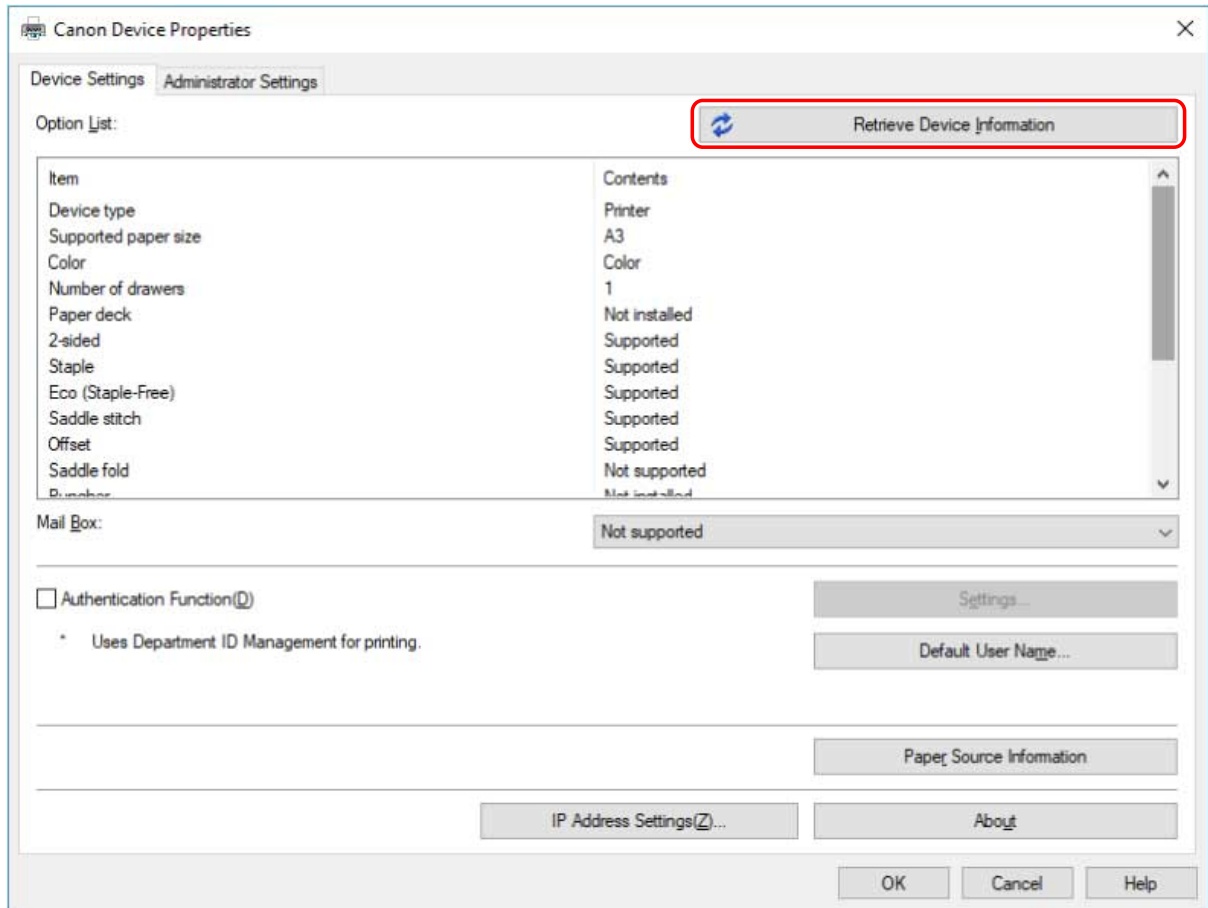 Canon Device Properties
Device Settings Administrator Settings
Option List: Retrieve Device Information
Item Contents
Device type Printer
Supported paper size A3
Color Color
Number of drawers 1
Paper deck Not installed
2-sided Supported
Staple Supported
Eco (Staple-Free) Supported
Saddle stitch Supported
Offset Supported
Saddle fold Not supported
Puncher Not installed
Mail Box: Not supported
Authentication Function(D) Settings...
* Uses Department ID Management for printing.
Default User Name...
Paper Source Information
IP Address Settings(Z)... About
OK Cancel Help